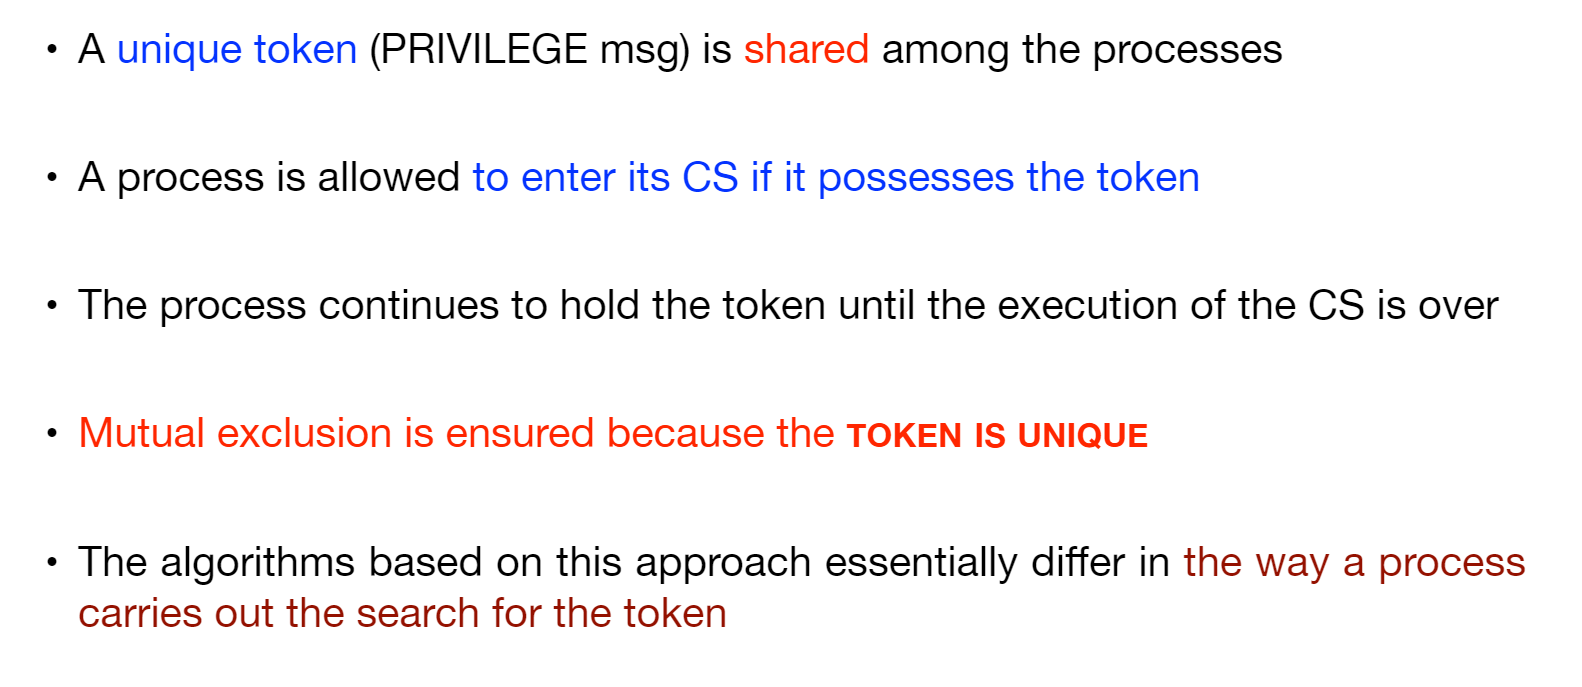 • A unique token (PRIVILEGE msg) is shared among the processes
• A process is allowed to enter its CS if it possesses the token
• The process continues to hold the token until the execution of the CS is over
• Mutual exclusion is ensured because the TOKEN IS UNIQUE
• The algorithms based on this approach essentially differ in the way a process
carries out the search for the token